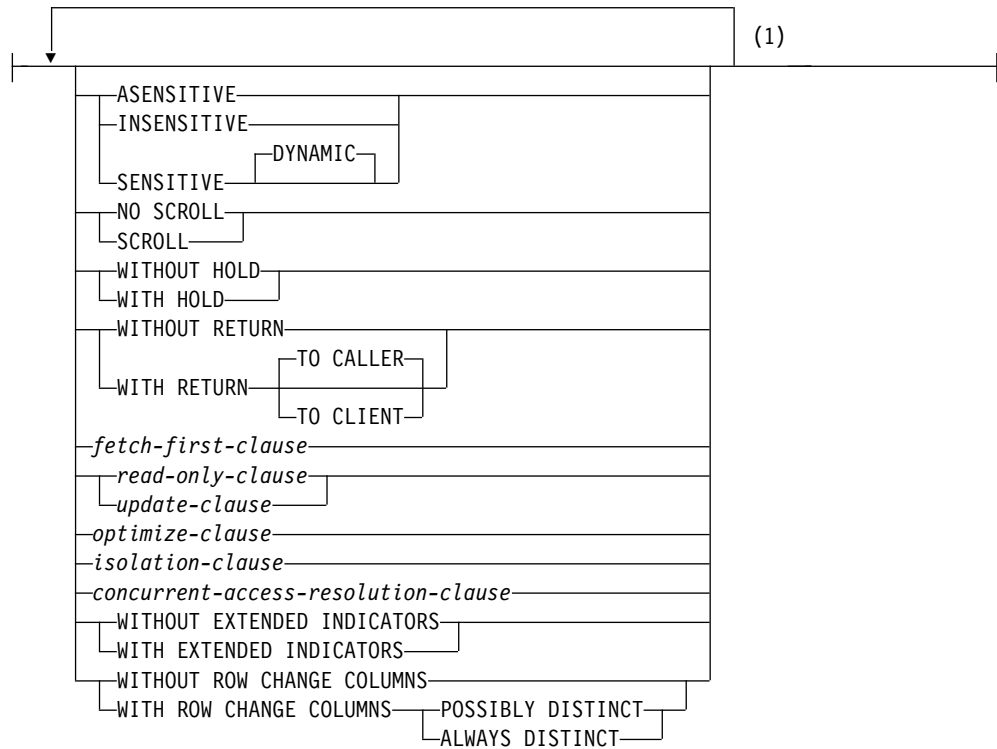 (1)
ASENSITIVE
INSENSITIVE
DYNAMIC
SENSITIVE
NO SCROLL
SCROLL
WITHOUT HOLD
WITH HOLD
WITHOUT RETURN
TO CALLER
WITH RETURN
TO CLIENT
fetch-first-clause
read-only-clause
update-clause
optimize-clause
isolation-clause
concurrent-access-resolution-clause
WITHOUT EXTENDED INDICATORS
WITH EXTENDED INDICATORS
WITHOUT ROW CHANGE COLUMNS
WITH ROW CHANGE COLUMNS POSSIBLY DISTINCT
ALWAYS DISTINCT